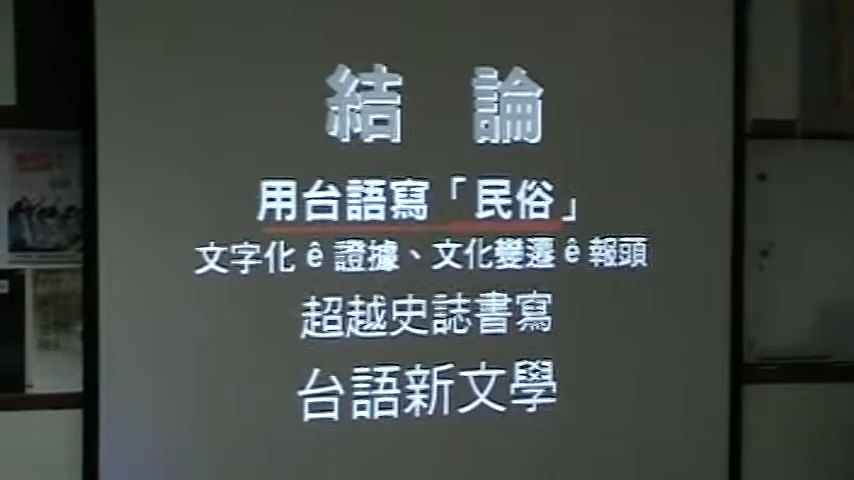 結 論
用台語寫「民俗」
文字化 ê 證據、文化變遷 ê 報頭
超越史誌書寫
台語新文學